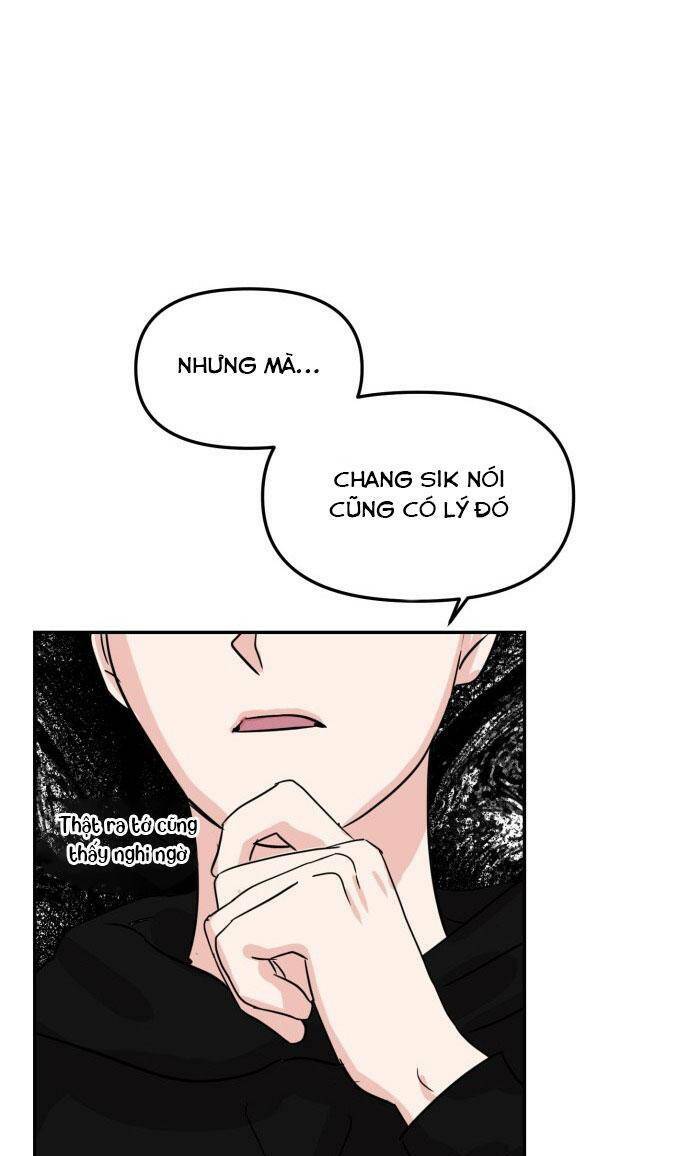 NHƯNG MÀ...
CHANG SIK NÓI
CŨNG CÓ LÝ ĐÓ
Thật ra tớ cũng
thấy nghi ngờ